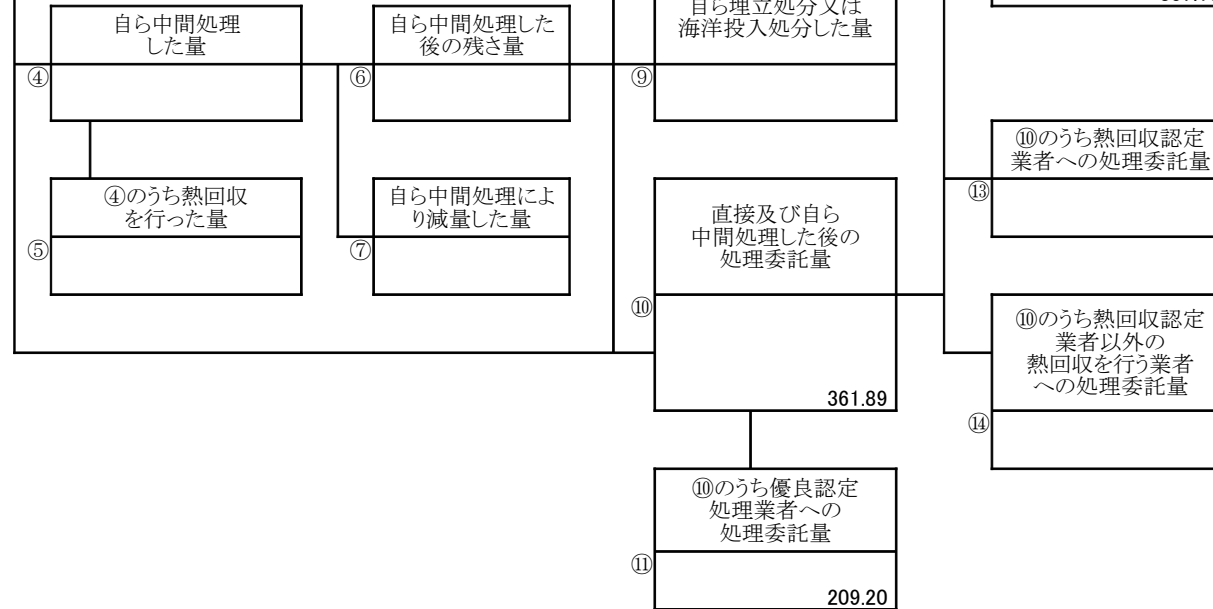 自ら中間処理
した量
④
自ら中間処理した
後の残さ量
⑥
自ら埋立処分又は
海洋投入処分した量
⑨
④のうち熱回収
を行った量
⑤
自ら中間処理によ
り減量した量
⑦
直接及び自ら
中間処理した後の
処理委託量
⑩
361.89
⑩のうち優良認定
処理業者への
処理委託量
⑪
209.20
⑩のうち熱回収認定
業者への処理委託量
⑬
⑩のうち熱回収認定
業者以外の
熱回収を行う業者
への処理委託量
⑭